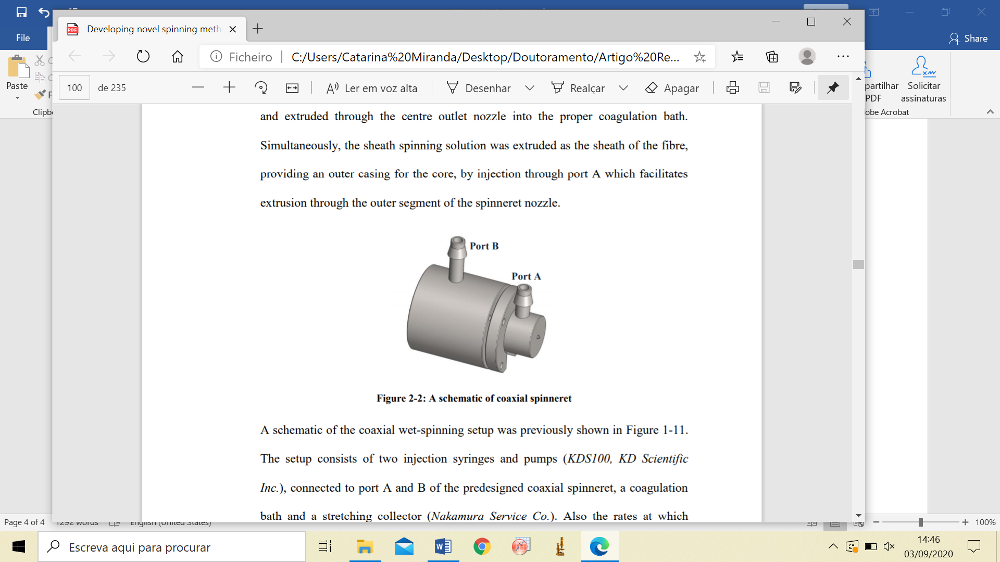 File
Share
Paste
Clipb
Developing novel spinning meth
Ficheiro
C:/Users/Catarina%20Miranda/Desktop/Doutoramento/Artigo%20Re...
partilhar
PDF
Solicitar
assinaturas
obe Acrobat
100 de 235
Ler em voz alta
Desenhar
Realçar
Apagar
and extruded through the centre outlet nozzle into the proper coagulation bath.
Simultaneously, the sheath spinning solution was extruded as the sheath of the fibre,
providing an outer casing for the core, by injection through port A which facilitates
extrusion through the outer segment of the spinneret nozzle.
Port B
Port A
Figure 2-2: A schematic of coaxial spinneret
A schematic of the coaxial wet-spinning setup was previously shown in Figure 1-11.
The setup consists of two injection syringes and pumps (KDS100, KD Scientific
Inc.), connected to port A and B of the predesigned coaxial spinneret, a coagulation
bath and a stretching collector (Nakamura Service Co.). Also the rates at which
Page 4 of 4
1292 words
English (United States)
100%
Escreva aqui para procurar
14:46
03/09/2020